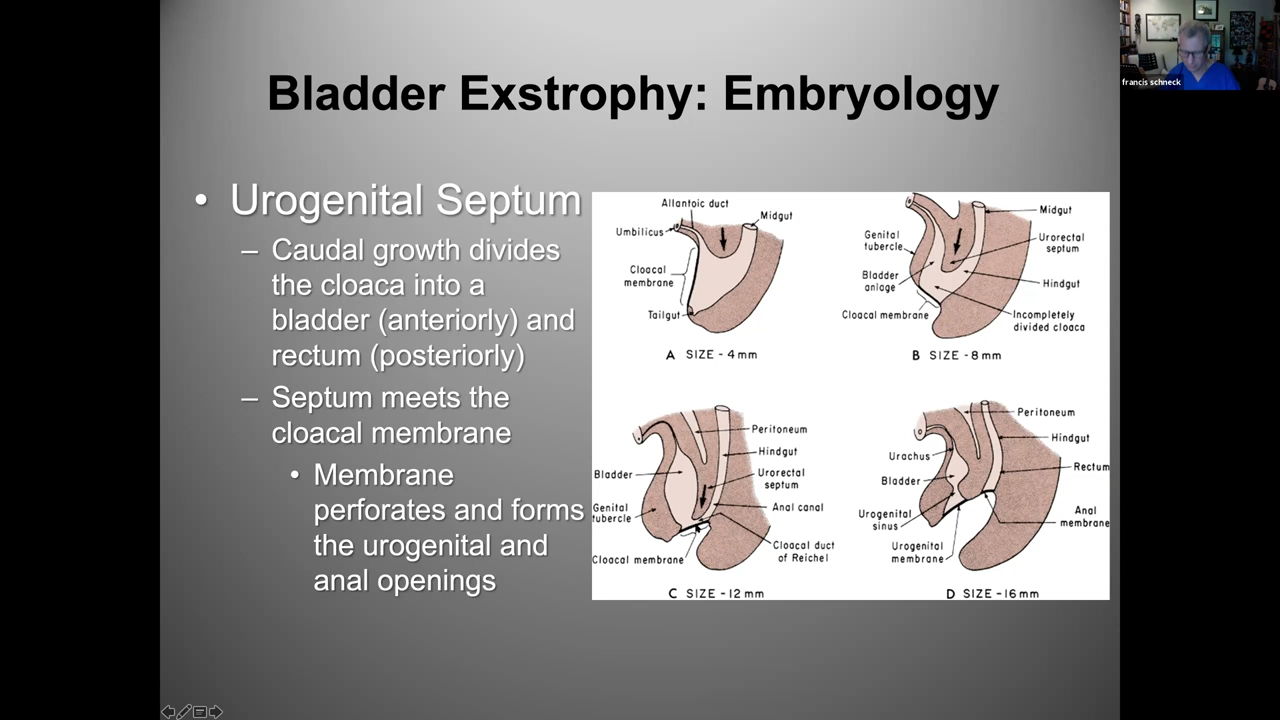 Bladder Exstrophy: Embryology
francis schneck
• Urogenital Septum
– Caudal growth divides
the cloaca into a
bladder (anteriorly) and
rectum (posteriorly)
– Septum meets the
cloacal membrane
• Membrane
perforates and forms
the urogenital and
anal openings
Allantoic duct
Midgut
Umbilicus
Cloacal
membrane
Tailgut
A SIZE - 4 mm
Midgut
Genital
tubercle
Urorectal
septum
Bladder
anlage
Hindgut
Cloacal membrane
Incompletely
divided cloaca
B SIZE - 8 mm
Peritoneum
Hindgut
Bladder
Urorectal
septum
Genital
tubercle
Anal canal
Cloacal membrane
Cloacal duct
of Reichel
C SIZE - 12 mm
Peritoneum
Hindgut
Urachus
Rectum
Bladder
Urogenital
sinus
Anal
membrane
Urogenital
membrane
D SIZE - 16 mm